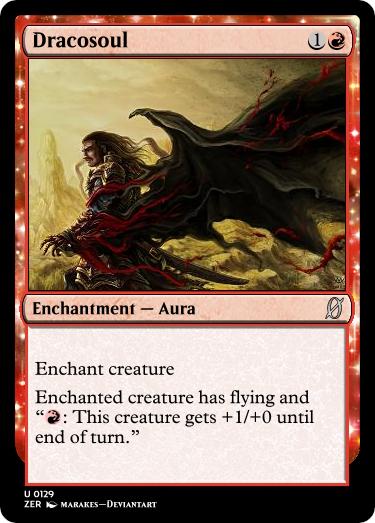 Dracosoul 1
Enchantment — Aura
Enchant creature
Enchanted creature has flying and
“: This creature gets +1/+0 until
end of turn.”
U 0129
ZER MARAKES–DEVIANTART